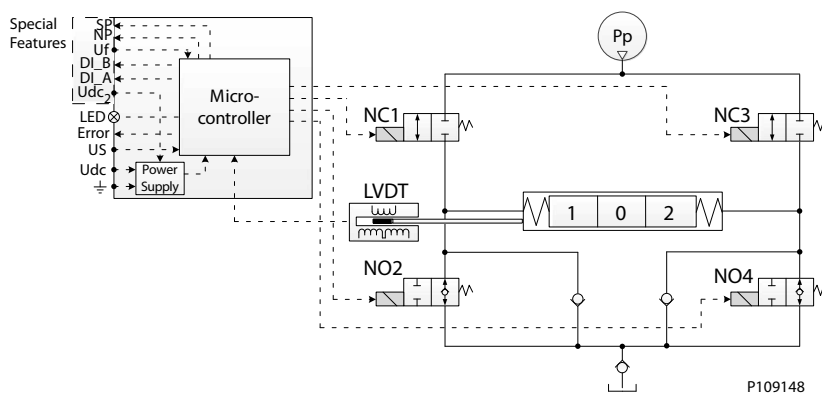 Special
Features
SP
NP
Uf
DI_B
DI_A
Udc2
LED
Error
US
Udc
Micro-
controller
Power
Supply
Pp
NC1
NC3
LVDT
1 0 2
NO2
NO4
P109148